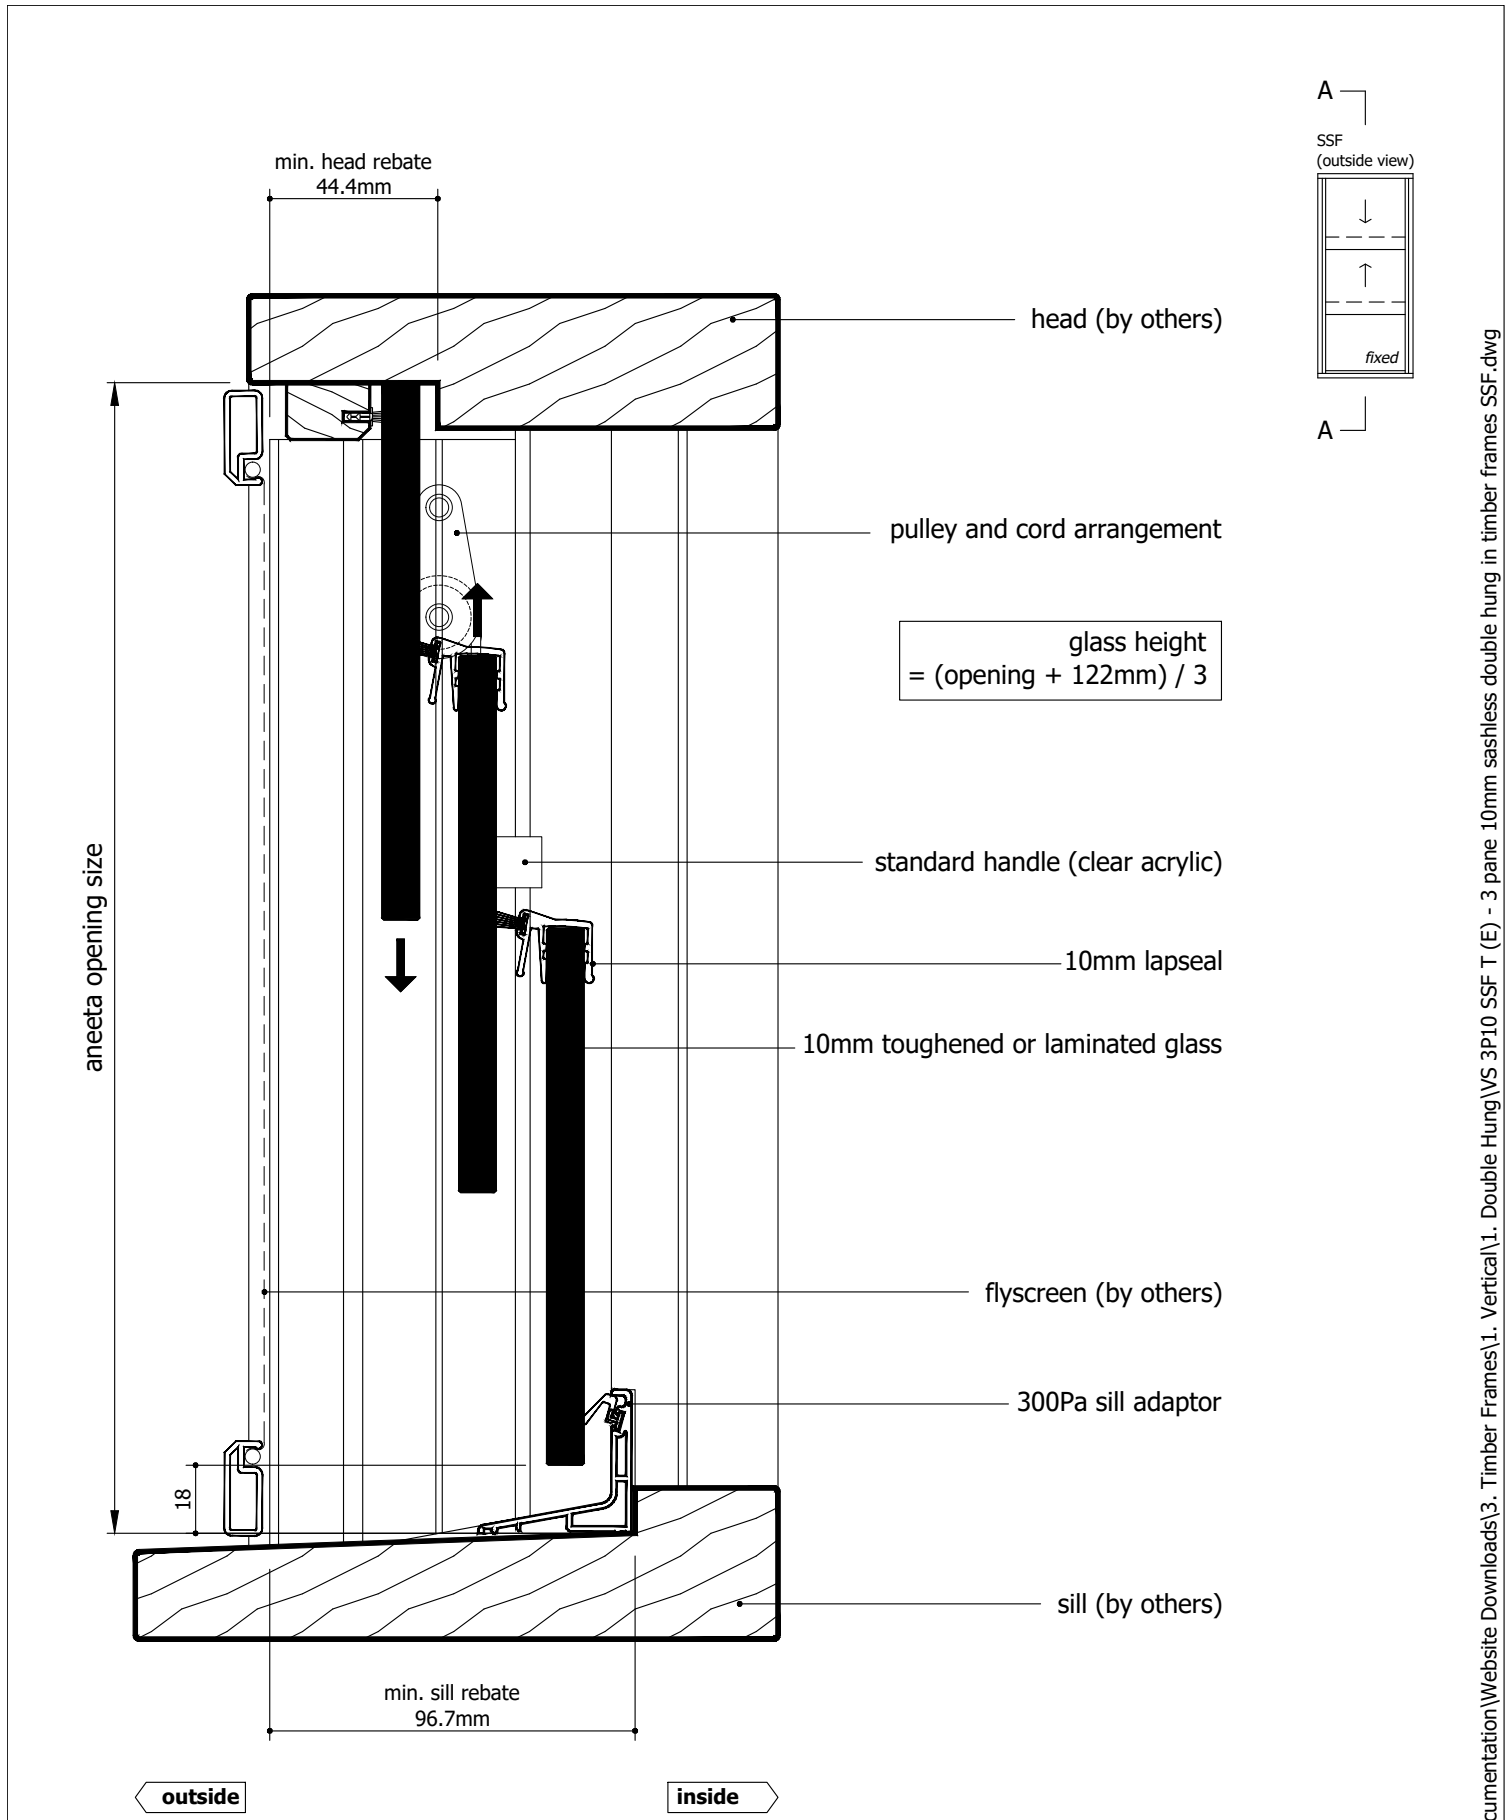 A
SSF
(outside view)
fixed
A
min. head rebate
44.4mm
head (by others)
pulley and cord arrangement
glass height
= (opening + 122mm) / 3
standard handle (clear acrylic)
10mm lapseal
10mm toughened or laminated glass
aneeta opening size
flyscreen (by others)
300Pa sill adaptor
18
sill (by others)
min. sill rebate
96.7mm
outside
inside
cumentation\Website Downloads\3. Timber Frames\1. Vertical\1. Double Hung\VS 3P10 SSF T (E) - 3 pane 10mm sashless double hung in timber frames SSF.dwg